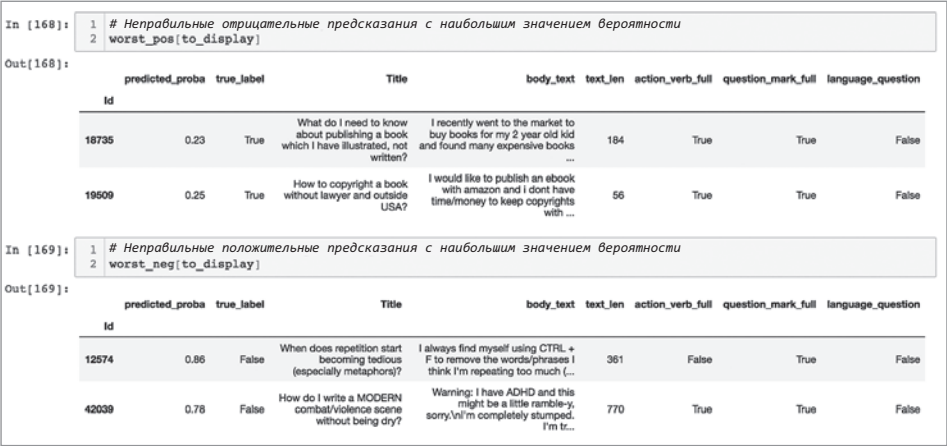 In [168]: 1 # Неправильные отрицательные предсказания с наибольшим значением вероятности
2 worst_pos[to_display]
Out[168]:
predicted_proba true_label Title body_text text_len action_verb_full question_mark_full language_question
Id
What do I need to know I recently went to the market to
18735 0.23 True about publishing a book buy books for my 2 year old kid 184 True True False
which I have illustrated, not and found many expensive books
written? ...
I would like to publish an ebook
19509 0.25 True How to copyright a book with amazon and i dont have 56 True True False
without lawyer and outside time/money to keep copyrights
USA? with ...
In [169]: 1 # Неправильные положительные предсказания с наибольшим значением вероятности
2 worst_neg[to_display]
Out[169]:
predicted_proba true_label Title body_text text_len action_verb_full question_mark_full language_question
Id
When does repetition start I always find myself using CTRL +
12574 0.86 False becoming tedious F to remove the words/phrases I 361 False True False
(especially metaphors)? think I'm repeating too much (...
Warning: I have ADHD and this
42039 0.78 False How do I write a MODERN might be a little ramble-y, 770 True True False
combat/violence scene sorry.\nI'm completely stumped.
without being dry? I'm tr...